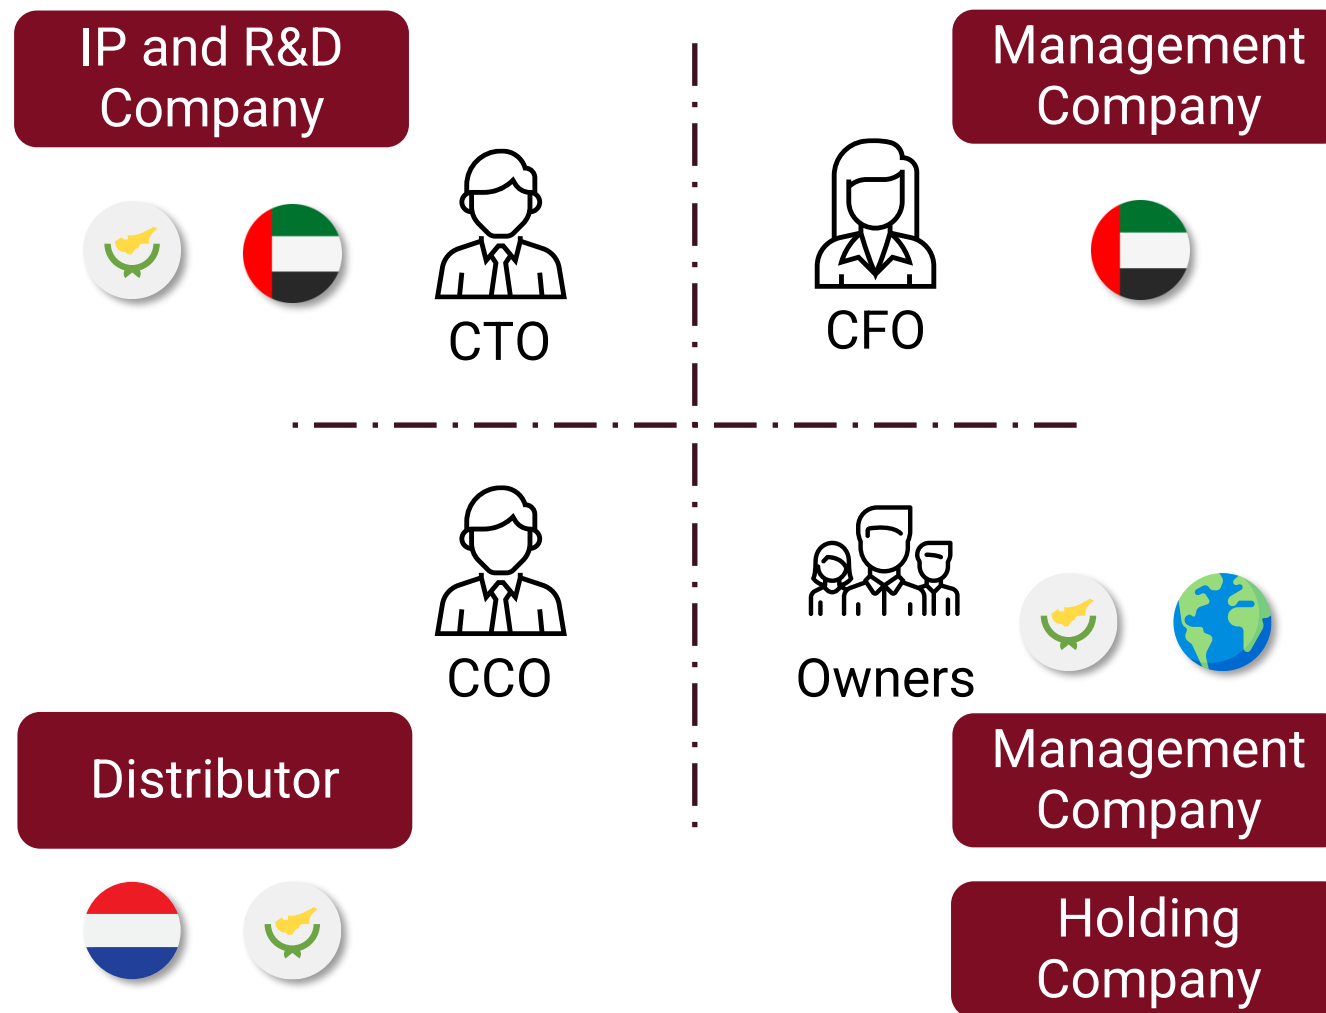 IP and R&D
Company
Management
Company
CTO
CFO
CCO
Owners
Distributor
Management
Company
Holding
Company